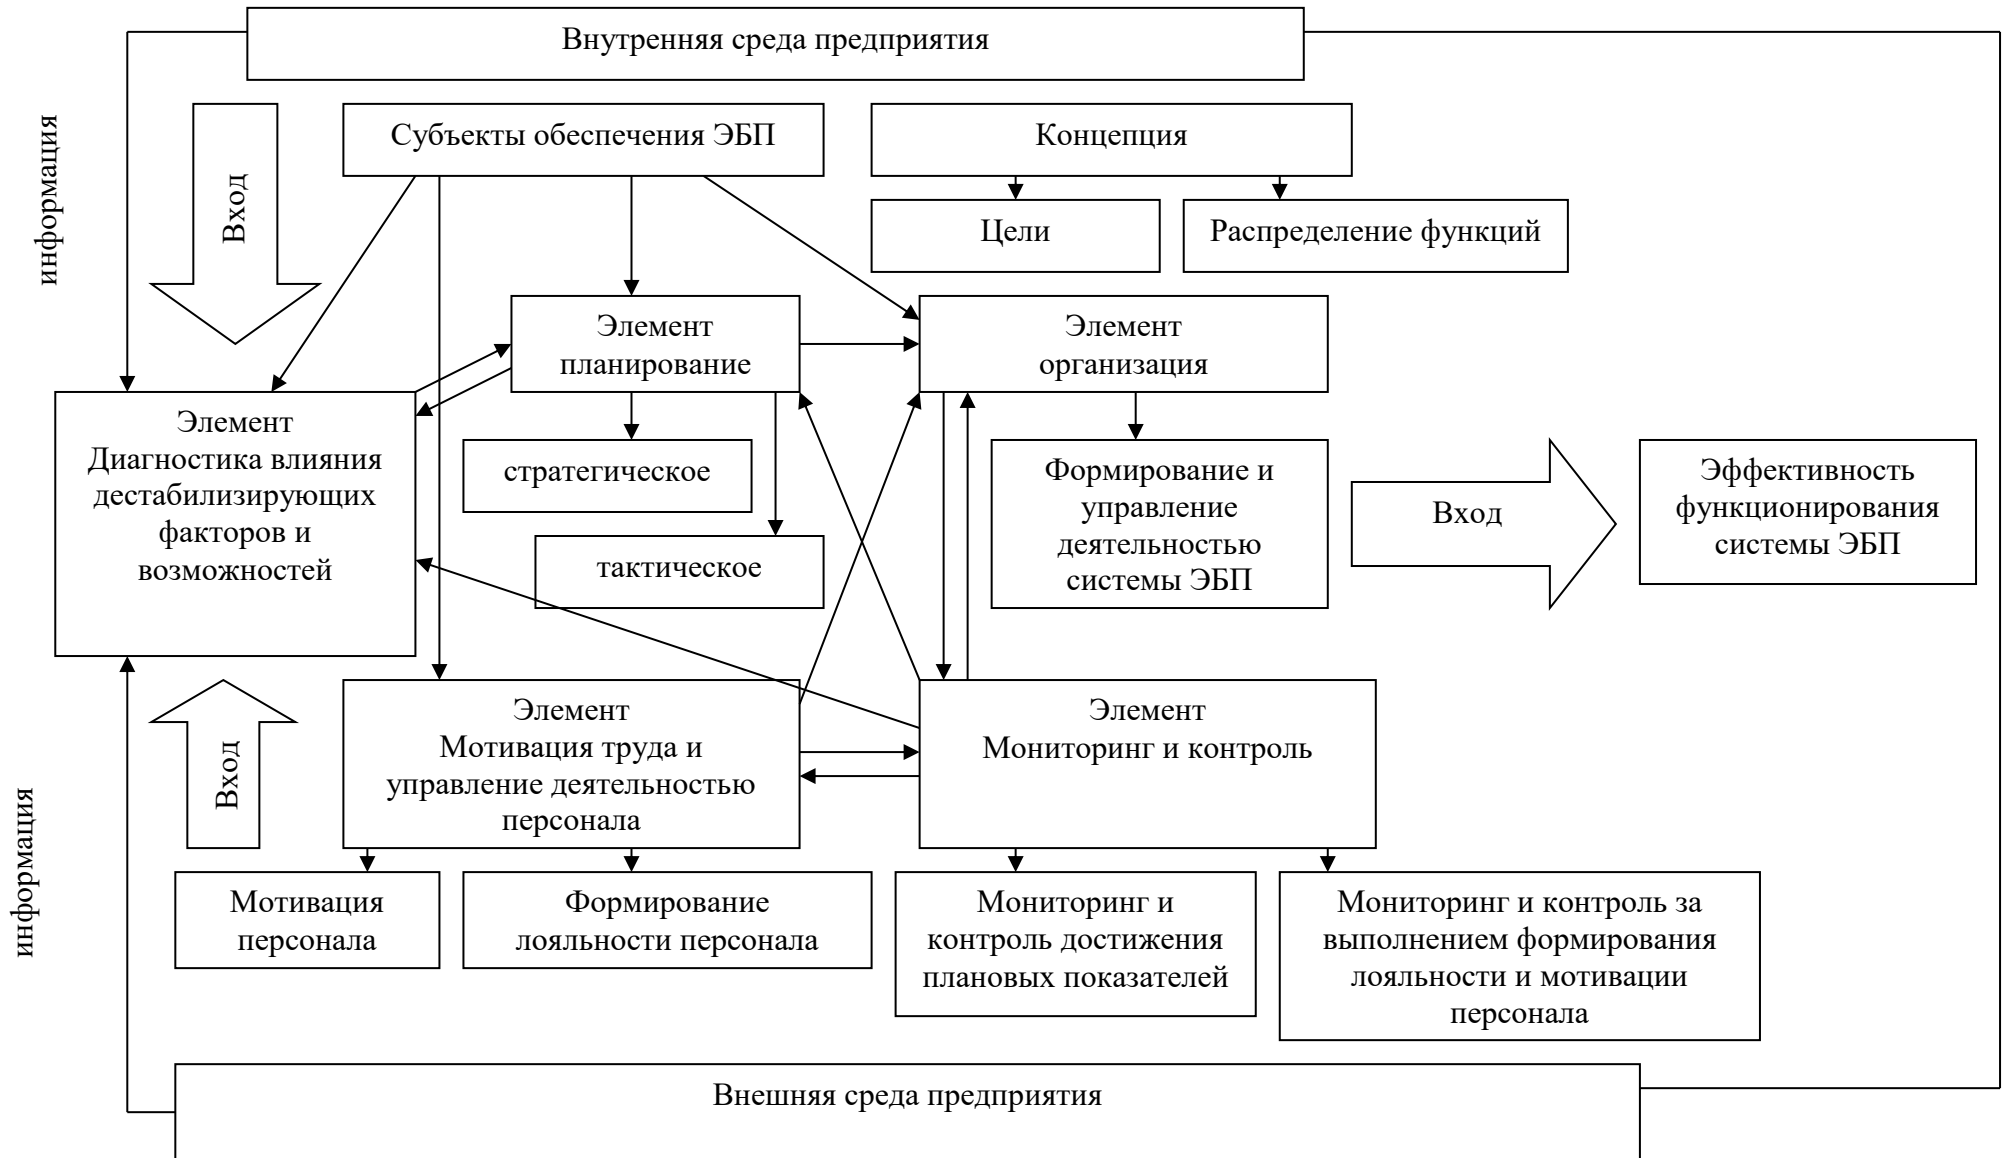 Внутренняя среда предприятия
информация
Вход
Субъекты обеспечения ЭБП
Концепция
Цели
Распределение функций
Элемент
планирование
Элемент
организация
Элемент
Диагностика влияния
дестабилизирующих
факторов и
возможностей
стратегическое
тактическое
Формирование и
управление
деятельностью
системы ЭБП
Вход
Эффективность
функционирования
системы ЭБП
Элемент
Мотивация труда и
управление деятельностью
персонала
Элемент
Мониторинг и контроль
Вход
информация
Мотивация
персонала
Формирование
лояльности персонала
Мониторинг и
контроль достижения
плановых показателей
Мониторинг и контроль за
выполнением формирования
лояльности и мотивации
персонала
Внешняя среда предприятия